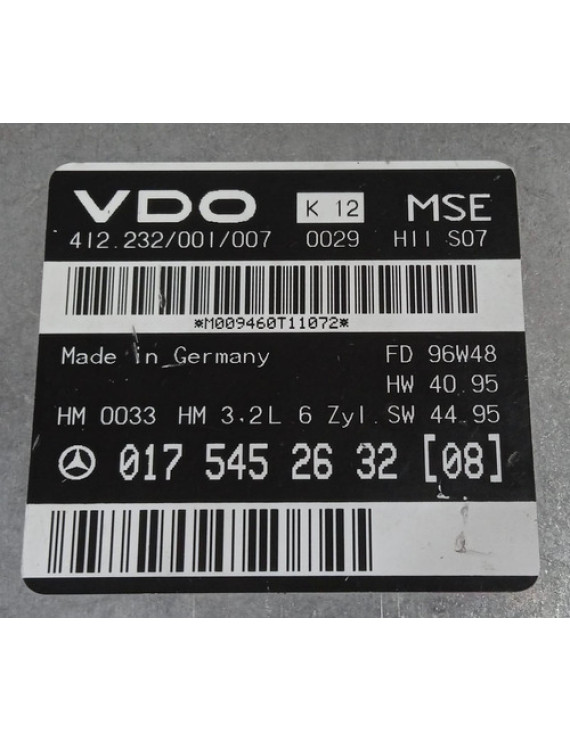 VDO K 12 MSE
412.232/001/007 0029 H11 S07
*M009460T11072*
Made in Germany FD 96W48
HW 40.95
HM 0033 HM 3.2L 6 Zyl. SW 44.95
017 545 26 32 [08]